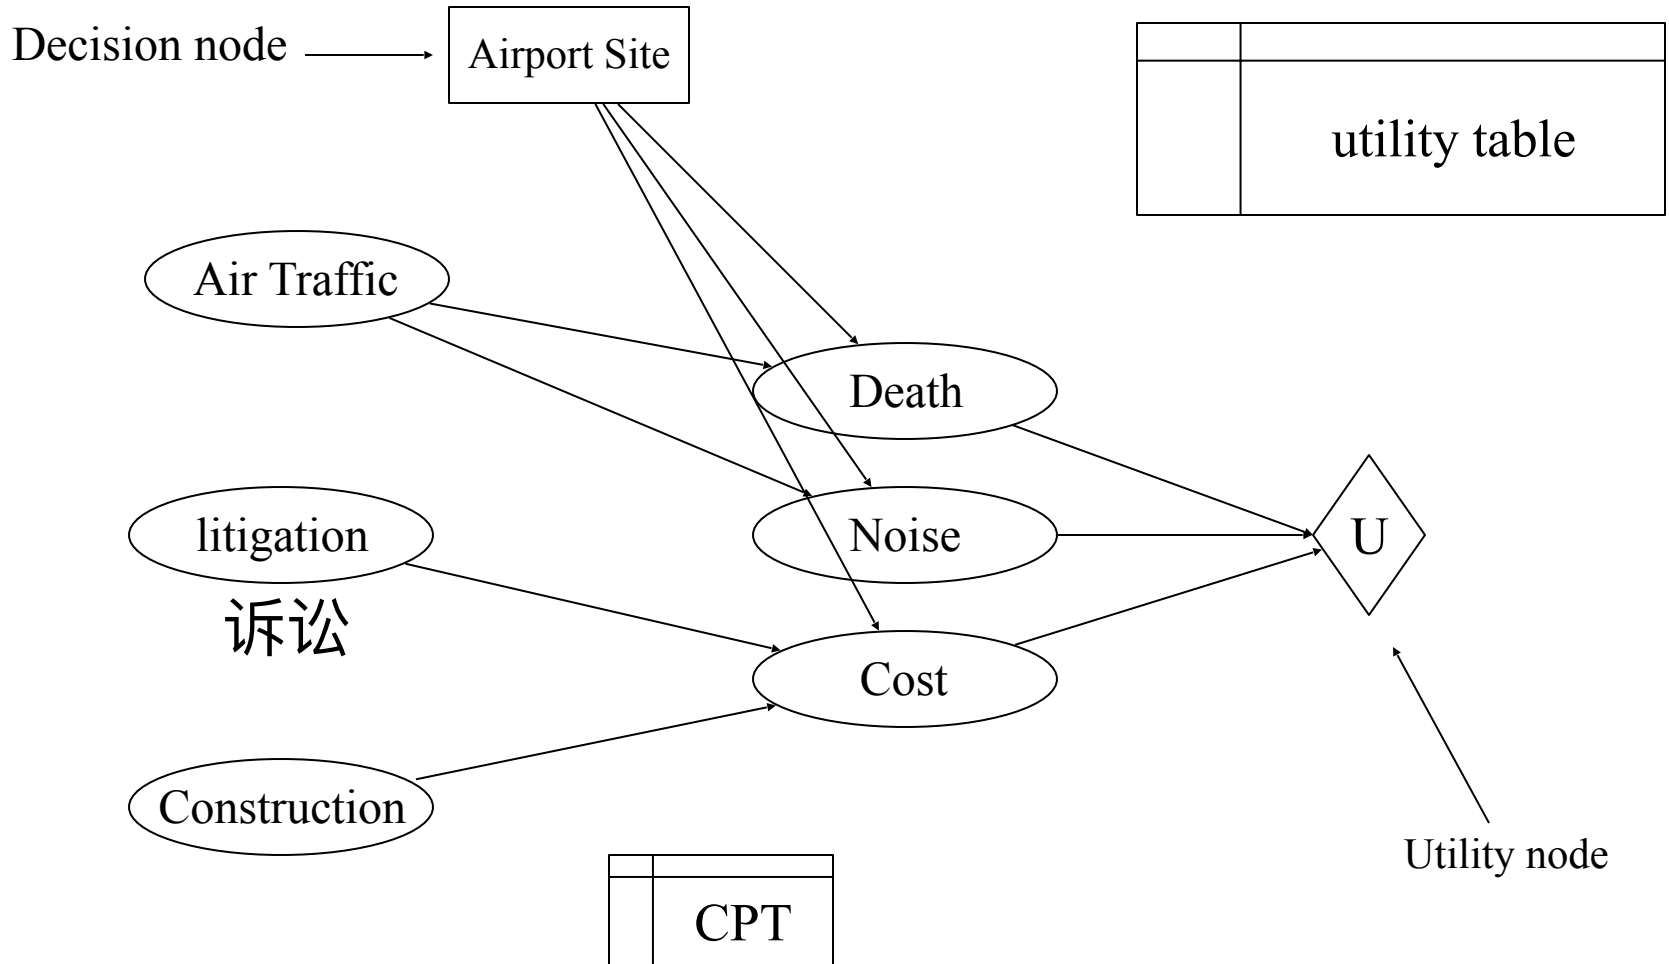 Decision node
Airport Site
utility table
Air Traffic
Death
litigation
诉讼
Noise
U
Cost
Construction
Utility node
CPT